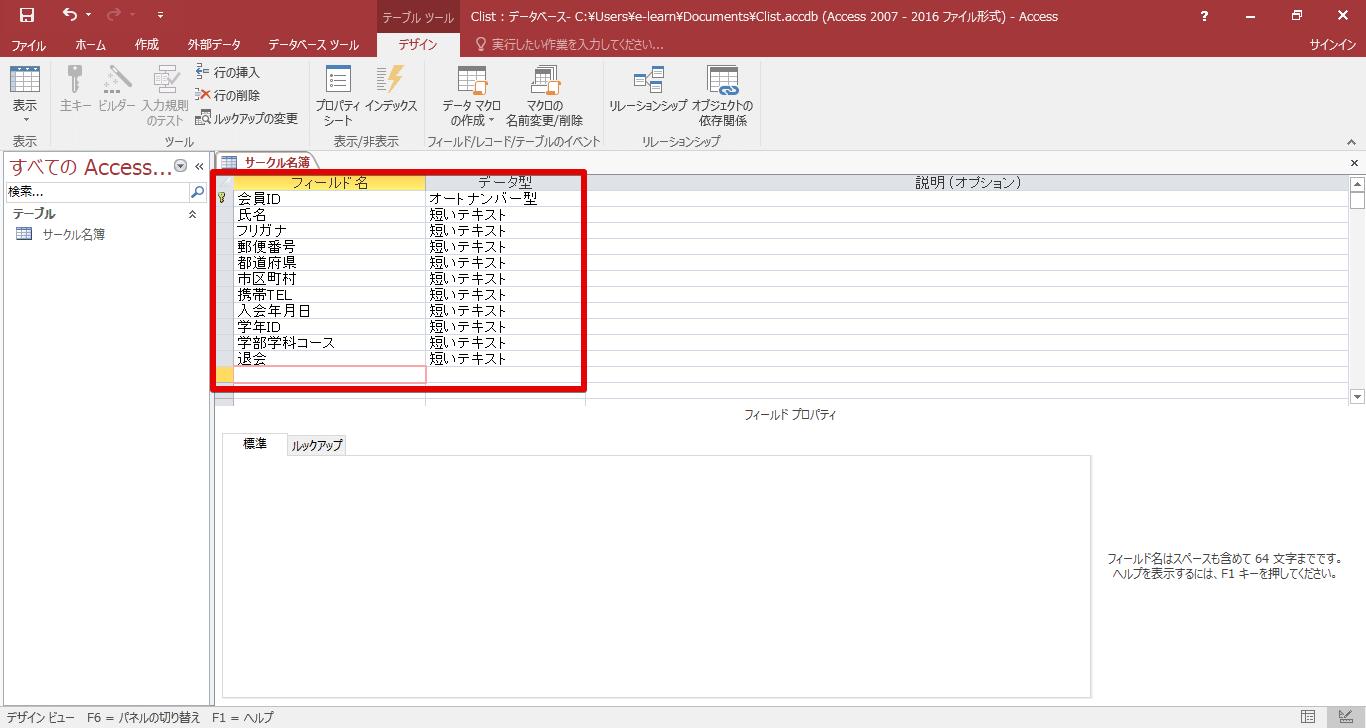 テーブル ツール
Clist : データベース- C:¥Users¥e-learn¥Documents¥Clist.accdb (Access 2007 - 2016 ファイル形式) - Access
?
ファイル ホーム 作成 外部データ データベース ツール デザイン 実行したい作業を入力してください... サインイン
表示
主キー
ビルダー
入力規則
のテスト
行の挿入
行の削除
ルックアップの変更
プロパティ
シート
インデックス
データ マクロ
の作成
マクロの
名前変更/削除
リレーションシップ
オブジェクトの
依存関係
表示 ツール 表示/非表示 フィールド/レコード/テーブルのイベント リレーションシップ
すべての Access...
検索...
テーブル
サークル名簿
サークル名簿
フィールド名 データ型 説明(オプション)
会員ID オートナンバー型
氏名 短いテキスト
フリガナ 短いテキスト
郵便番号 短いテキスト
都道府県 短いテキスト
市区町村 短いテキスト
携帯TEL 短いテキスト
入会年月日 短いテキスト
学年ID 短いテキスト
学部学科コース 短いテキスト
退会 短いテキスト
フィールド プロパティ
標準 ルックアップ
フィールド名はスペースも含めて 64 文字までです。
ヘルプを表示するには、F1 キーを押してください。
デザイン ビュー F6 = パネルの切り替え F1 = ヘルプ